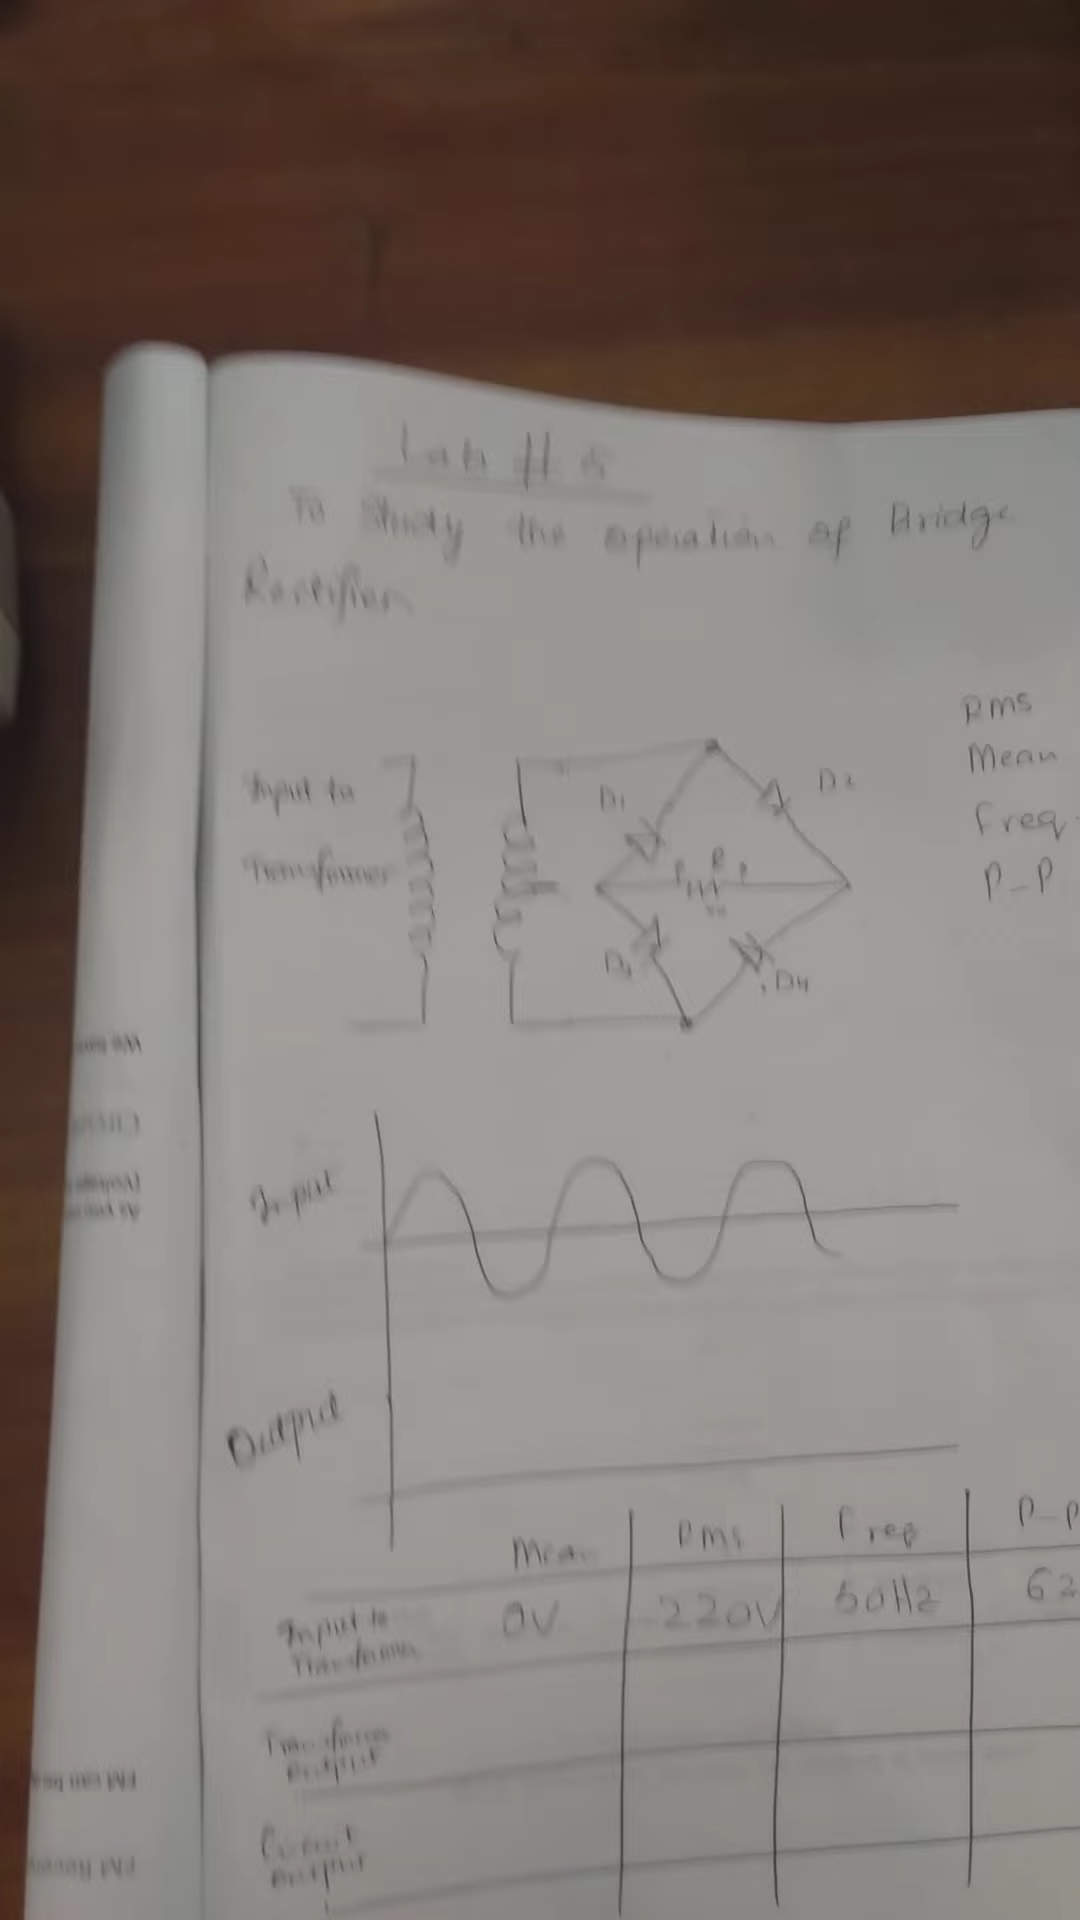 Lab # 5
To study the operation of Bridge
Rectifier
RMS
Mean
Freq
P-P
Input to
Transformer
D1
D2
R
D4
Input
Output
Mean
RMS
Freq
P-P
Input to
Transformer
0V
220V
50Hz
62
Transformer
output
Circuit
output